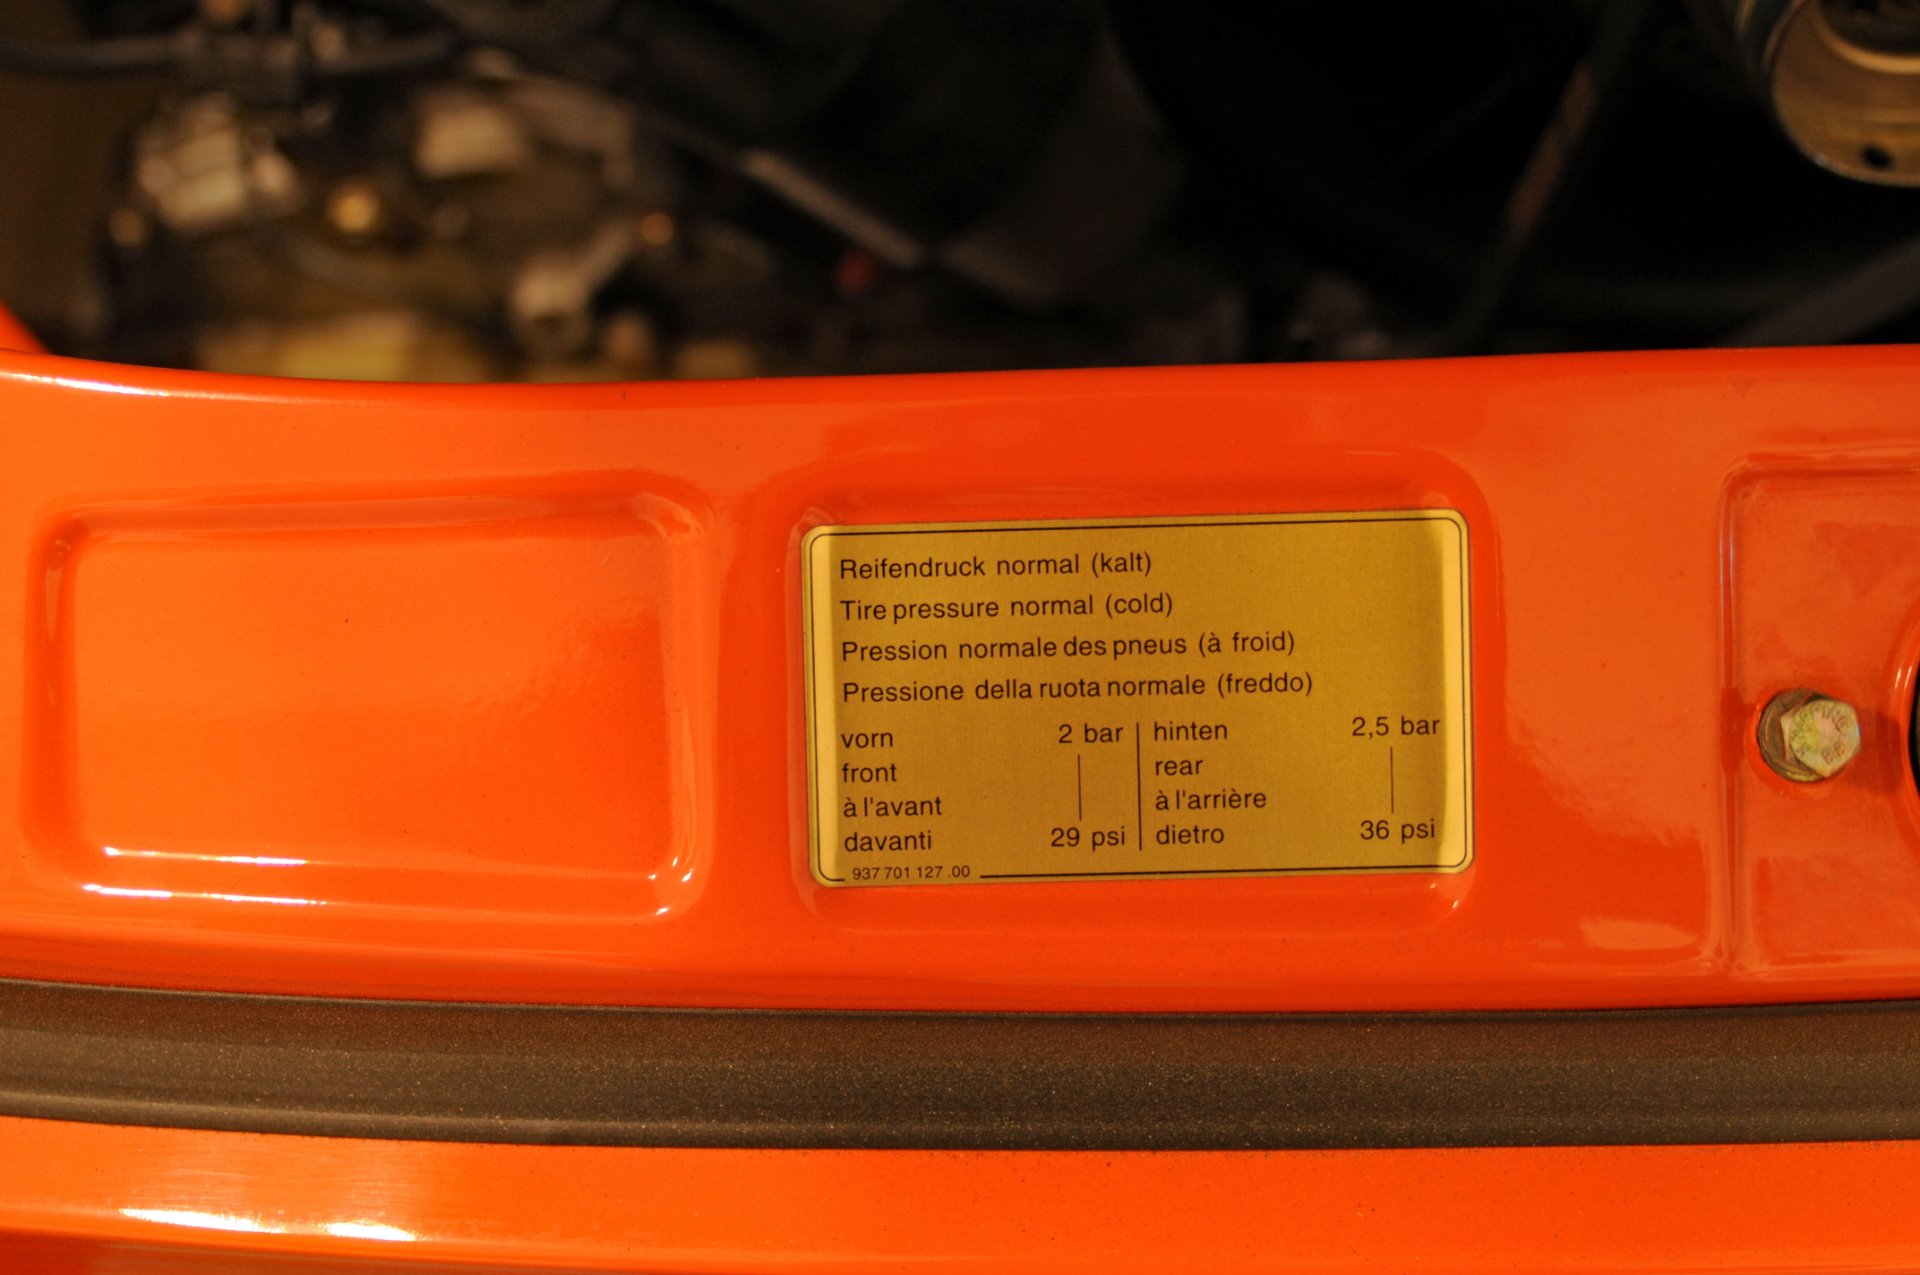 Reifendruck normal (kalt)
Tire pressure normal (cold)
Pression normale des pneus (à froid)
Pressione della ruota normale (freddo)
vorn 2 bar hinten 2,5 bar
front rear
à l'avant à l'arrière
davanti 29 psi dietro 36 psi
937 701 127 .00